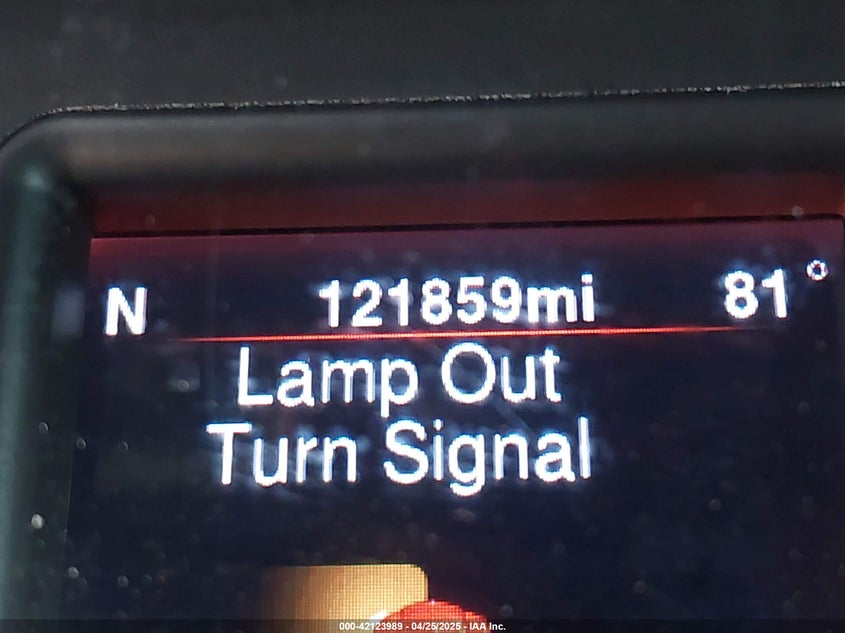 N 121859mi 81°
Lamp Out
Turn Signal
000-42123989 - 04/25/2025 - IAA Inc.